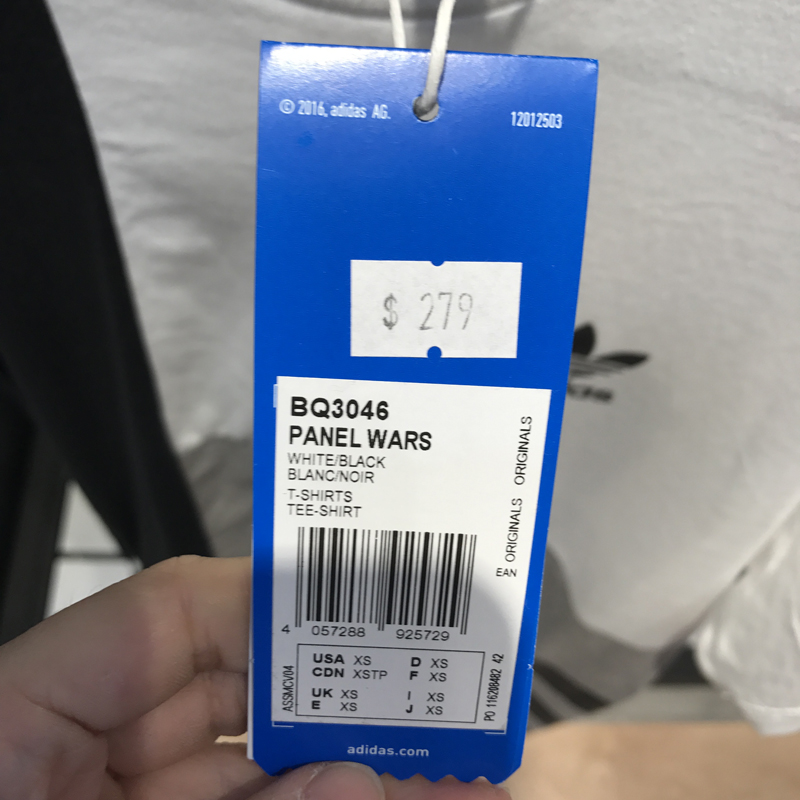 © 2016, adidas AG.
12012503
$ 279
BQ3046
PANEL WARS
WHITE/BLACK
BLANC/NOIR
T-SHIRTS
TEE-SHIRT
ORIGINALS ORIGINALS
EAN
4 057288 925729
USA XS D XS
CDN XSTP F XS
UK XS I XS
E XS J XS
ASSMCV04
PO 116208482 42
adidas.com